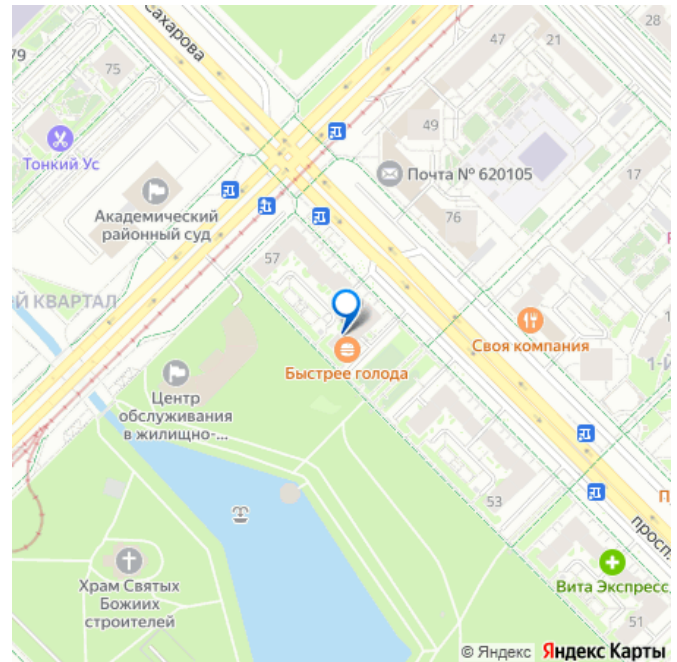 Сахарова
47
21
28
79
75
49
Тонкий Ус
Почта № 620105
17
Академический
районный суд
76
57
Й КВАРТАЛ
Своя компания
1-Й
Быстрее голода
Центр
обслуживания
в жилищно-...
53
просп.
Храм Святых
Божиих
строителей
Вита Экспресс
51
© Яндекс Яндекс Карты